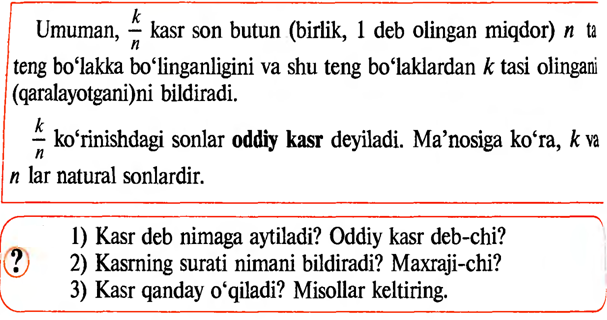 Umuman, k/n kasr son butun (birlik, 1 deb olingan miqdor) n ta
teng bo‘lakka bo‘linganligini va shu teng bo‘laklardan k tasi olingani
(qaralayotgani)ni bildiradi.
k/n ko‘rinishdagi sonlar oddiy kasr deyiladi. Ma’nosiga ko‘ra, k va
n lar natural sonlardir.
? 1) Kasr deb nimaga aytiladi? Oddiy kasr deb-chi?
2) Kasrning surati nimani bildiradi? Maxraji-chi?
3) Kasr qanday o‘qiladi? Misollar keltiring.